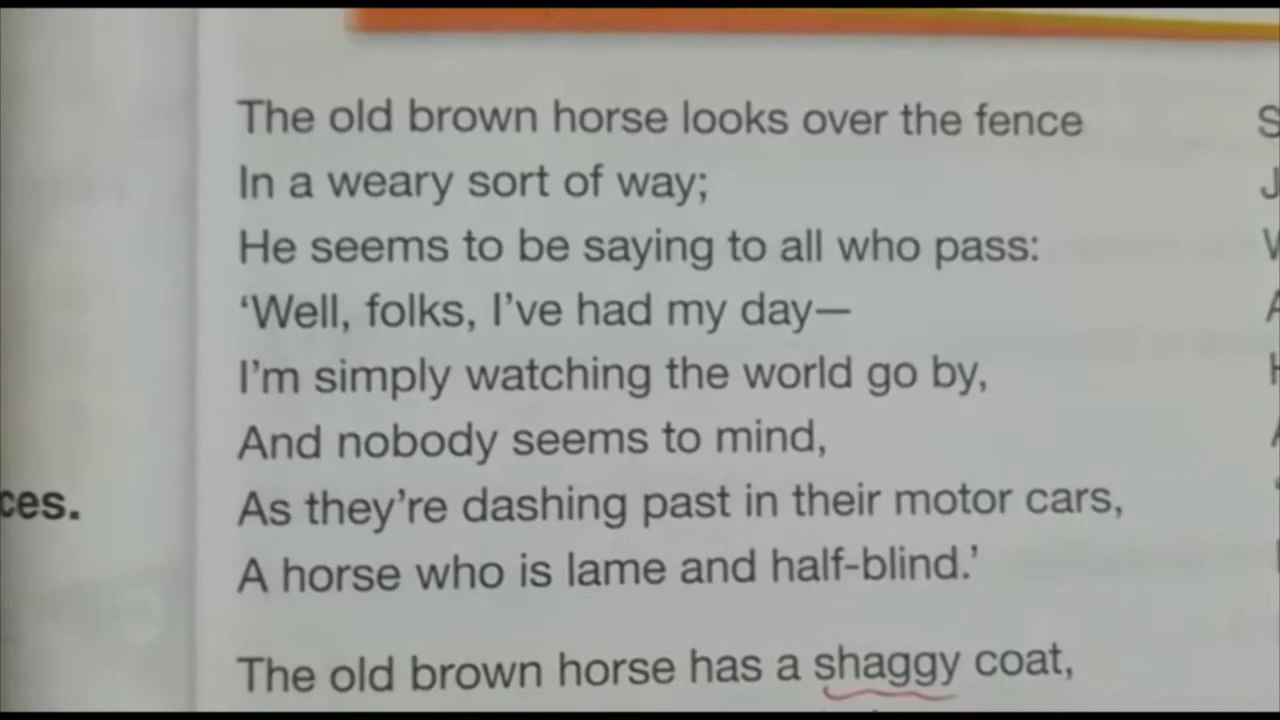 The old brown horse looks over the fence
In a weary sort of way;
He seems to be saying to all who pass:
‘Well, folks, I’ve had my day—
I’m simply watching the world go by,
And nobody seems to mind,
As they’re dashing past in their motor cars,
A horse who is lame and half-blind.’
ces.
The old brown horse has a shaggy coat,